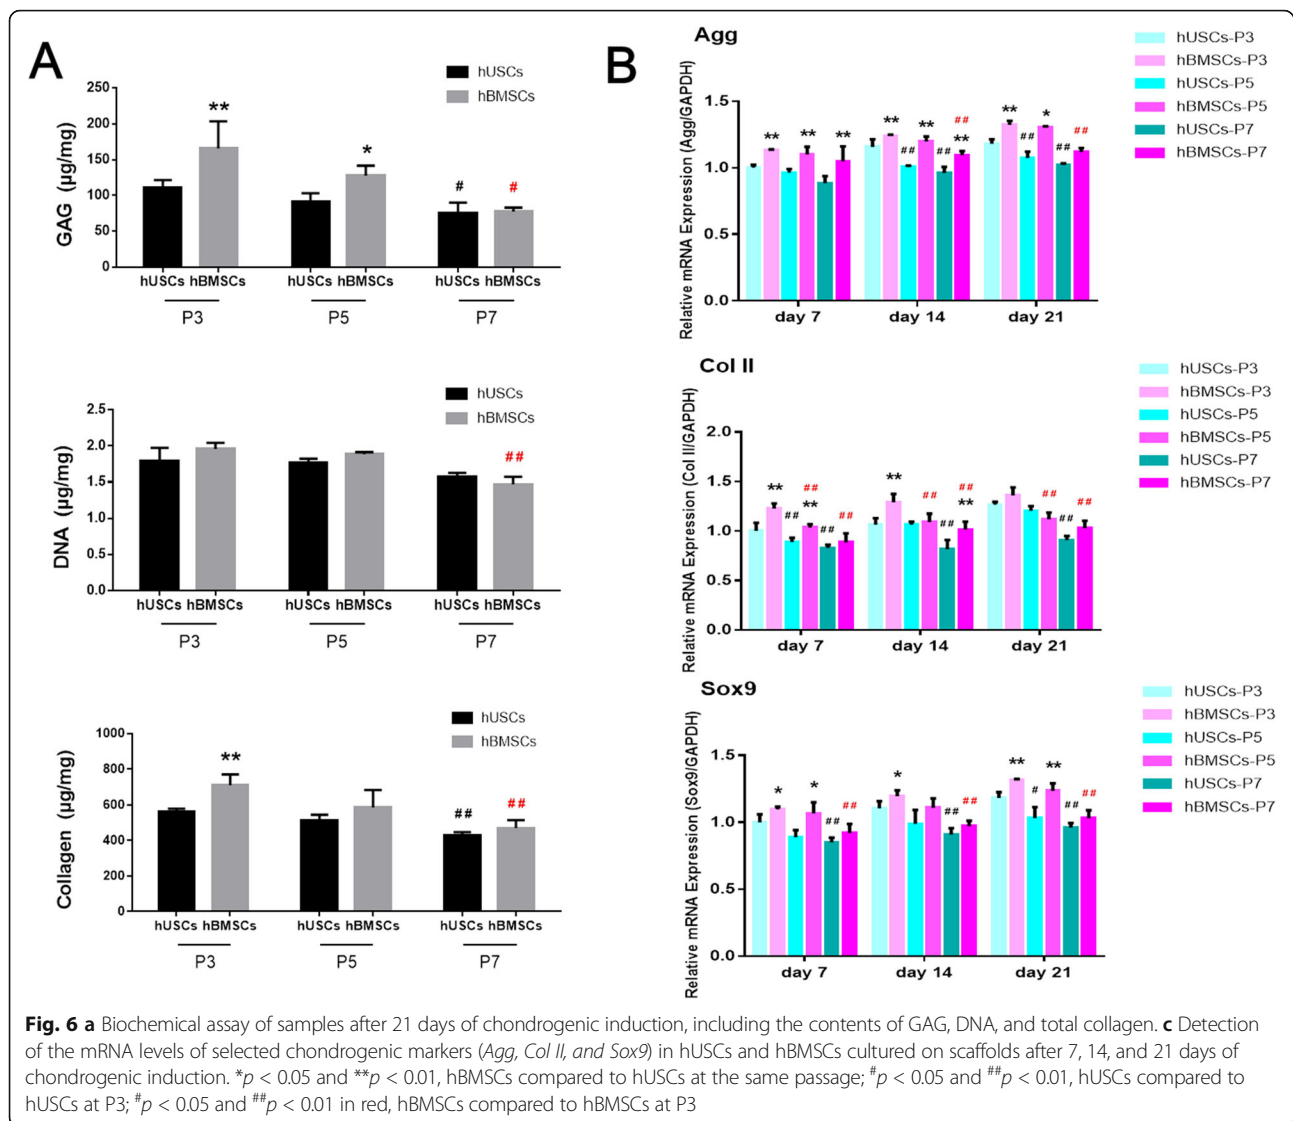 A
hUSCs
hBMSCs
GAG (μg/mg)
250
200
150
100
50
0
**
*
#
#
hUSCs hBMSCs hUSCs hBMSCs hUSCs hBMSCs
P3 P5 P7
hUSCs
hBMSCs
DNA (μg/mg)
2.5
2.0
1.5
1.0
0.5
0.0
##
hUSCs hBMSCs hUSCs hBMSCs hUSCs hBMSCs
P3 P5 P7
hUSCs
hBMSCs
Collagen (μg/mg)
1000
800
600
400
200
0
**
##
##
hUSCs hBMSCs hUSCs hBMSCs hUSCs hBMSCs
P3 P5 P7
B
Agg
hUSCs-P3
hBMSCs-P3
hUSCs-P5
hBMSCs-P5
hUSCs-P7
hBMSCs-P7
Relative mRNA Expression (Agg/GAPDH)
1.5
1.0
0.5
0.0
** ** ** ** ## ** ## ## ** ** ## * ## ##
day 7 day 14 day 21
Col II
hUSCs-P3
hBMSCs-P3
hUSCs-P5
hBMSCs-P5
hUSCs-P7
hBMSCs-P7
Relative mRNA Expression (Col II/GAPDH)
2.0
1.5
1.0
0.5
0.0
** ## ## ** ## ## ** ## ## ## ** ## ## ##
day 7 day 14 day 21
Sox9
hUSCs-P3
hBMSCs-P3
hUSCs-P5
hBMSCs-P5
hUSCs-P7
hBMSCs-P7
Relative mRNA Expression (Sox9/GAPDH)
1.5
1.0
0.5
0.0
* * ## ## * ## ## ** # ** ## ##
day 7 day 14 day 21
Fig. 6 a Biochemical assay of samples after 21 days of chondrogenic induction, including the contents of GAG, DNA, and total collagen. c Detection
of the mRNA levels of selected chondrogenic markers (Agg, Col II, and Sox9) in hUSCs and hBMSCs cultured on scaffolds after 7, 14, and 21 days of
chondrogenic induction. *p < 0.05 and **p < 0.01, hBMSCs compared to hUSCs at the same passage; #p < 0.05 and ##p < 0.01, hUSCs compared to
hUSCs at P3; #p < 0.05 and ##p < 0.01 in red, hBMSCs compared to hBMSCs at P3